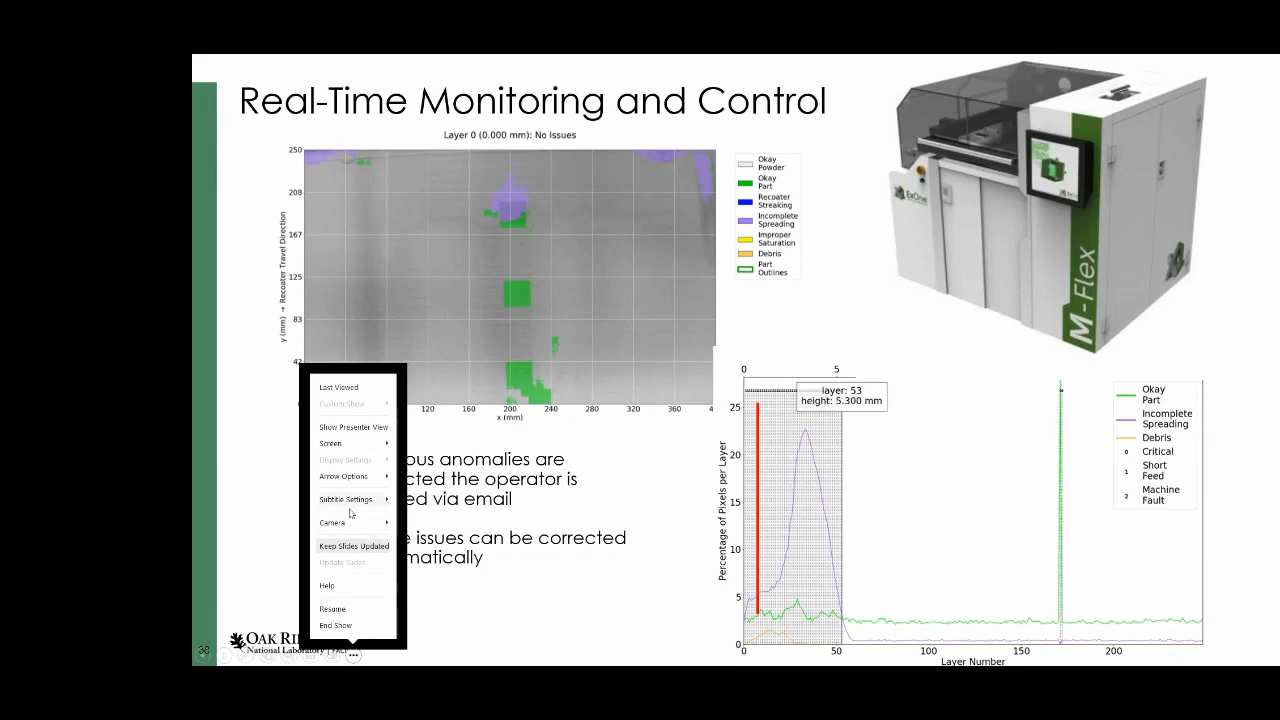 Real-Time Monitoring and Control
Layer 0 (0.000 mm): No Issues
250
208
167
125
83
42
y (mm) → Recoater Travel Direction
120 160 200 240 280 320 360 4
x (mm)
Okay
Powder
Okay
Part
Recoater
Streaking
Incomplete
Spreading
Improper
Saturation
Debris
Part
Outlines
ExOne
M-Flex
Last Viewed
Custom Show
Show Presenter View
Screen
Display Settings
Arrow Options
Subtitle Settings
Camera
Keep Slides Updated
Update Slides
Help
Resume
End Show
ous anomalies are
cted the operator is
ed via email
e issues can be corrected
matically
0 5
layer: 53
height: 5.300 mm
25
20
15
10
5
0
Percentage of Pixels per Layer
0 50 100 150 200
Layer Number
Okay
Part
Incomplete
Spreading
Debris
0 Critical
1 Short
Feed
2 Machine
Fault
38
OAK RI
National Laboratory